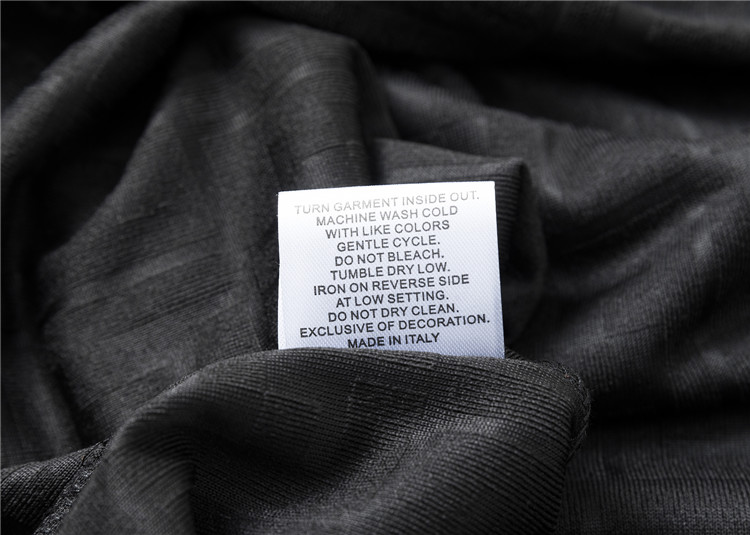 TURN GARMENT INSIDE OUT.
MACHINE WASH COLD
WITH LIKE COLORS
GENTLE CYCLE.
DO NOT BLEACH.
TUMBLE DRY LOW.
IRON ON REVERSE SIDE
AT LOW SETTING.
DO NOT DRY CLEAN.
EXCLUSIVE OF DECORATION.
MADE IN ITALY